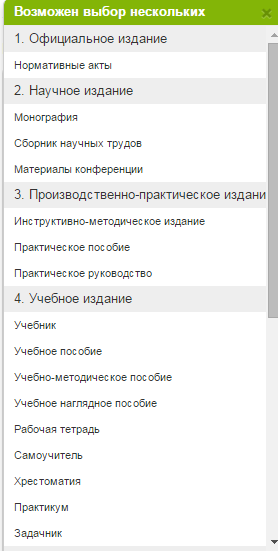 Возможен выбор нескольких
1. Официальное издание
Нормативные акты
2. Научное издание
Монография
Сборник научных трудов
Материалы конференции
3. Производственно-практическое издани
Инструктивно-методическое издание
Практическое пособие
Практическое руководство
4. Учебное издание
Учебник
Учебное пособие
Учебно-методическое пособие
Учебное наглядное пособие
Рабочая тетрадь
Самоучитель
Хрестоматия
Практикум
Задачник